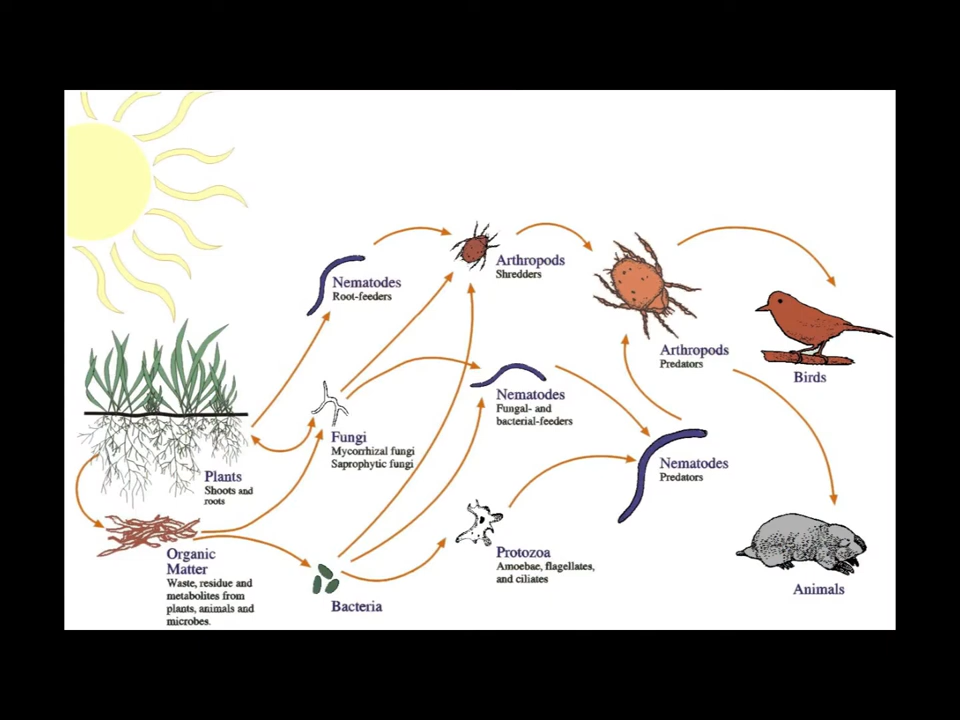 Arthropods
Shredders
Nematodes
Root-feeders
Arthropods
Predators
Birds
Nematodes
Fungal- and
bacterial-feeders
Fungi
Mycorrhizal fungi
Saprophytic fungi
Nematodes
Predators
Plants
Shoots and
roots
Organic
Matter
Waste, residue and
metabolites from
plants, animals and
microbes.
Bacteria
Protozoa
Amoebae, flagellates,
and ciliates
Animals